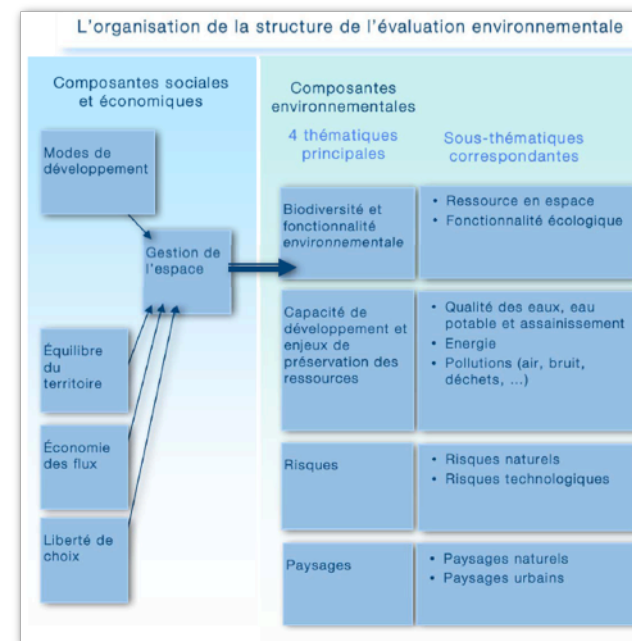 L'organisation de la structure de l'évaluation environnementale
Composantes sociales
et économiques
Modes de
développement
Gestion de
l'espace
Équilibre
du
territoire
Économie
des flux
Liberté de
choix
Composantes
environnementales
4 thématiques
principales
Sous-thématiques
correspondantes
Biodiversité et
fonctionnalité
environnementale
• Ressource en espace
• Fonctionnalité écologique
Capacité de
développement et
enjeux de
préservation des
ressources
• Qualité des eaux, eau
potable et assainissement
• Energie
• Pollutions (air, bruit,
déchets, ...)
Risques
• Risques naturels
• Risques technologiques
Paysages
• Paysages naturels
• Paysages urbains